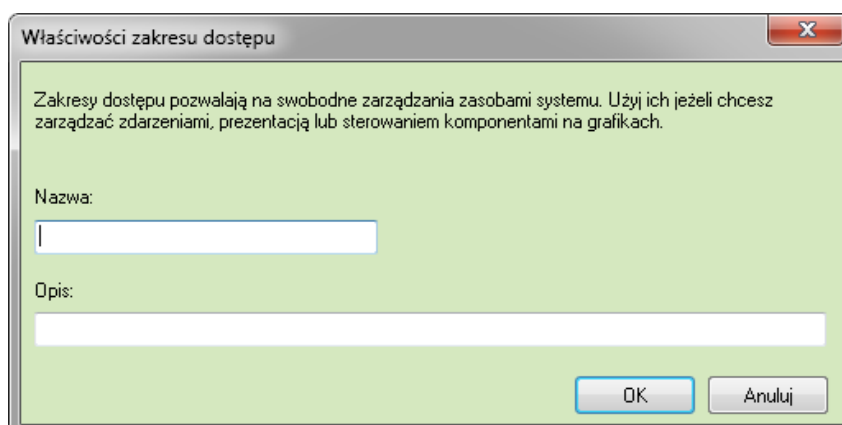 Właściwości zakresu dostępu
Zakresy dostępu pozwalają na swobodne zarządzania zasobami systemu. Użyj ich jeżeli chcesz
zarządzać zdarzeniami, prezentacją lub sterowaniem komponentami na grafikach.
Nazwa:
Opis:
OK
Anuluj